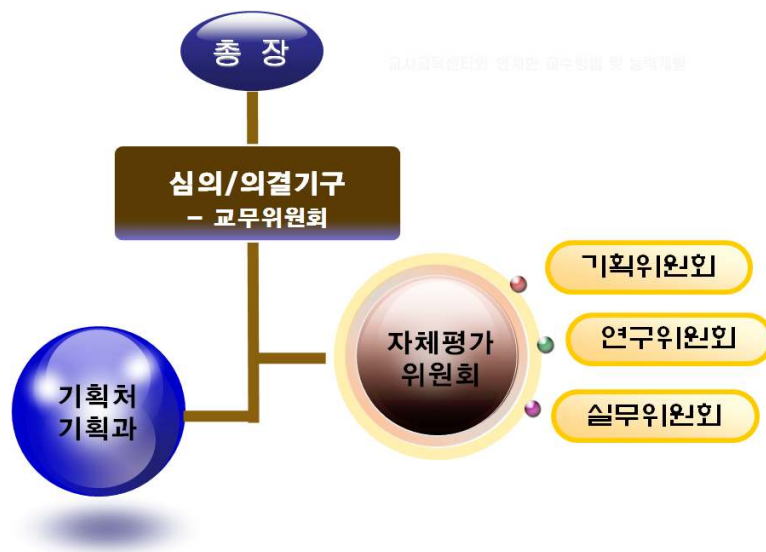 총 장
심의/의결기구
- 교무위원회
기획위원회
연구위원회
실무위원회
자체평가
위원회
기획처
기획과